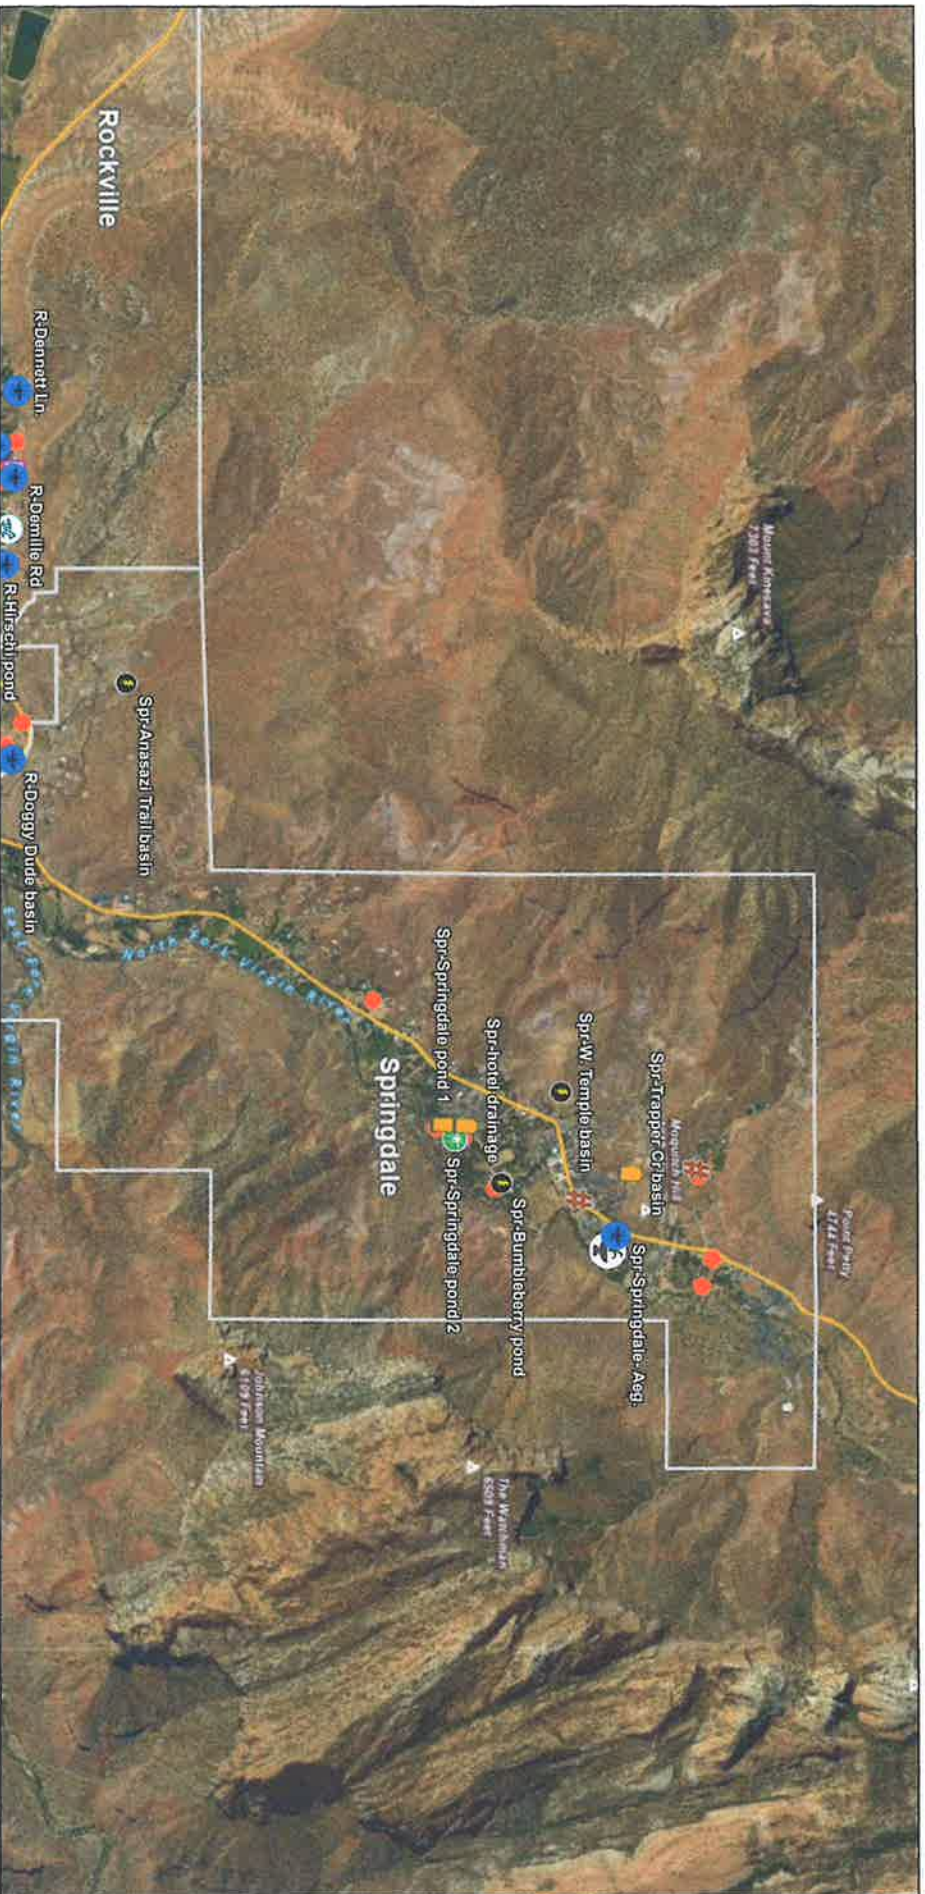 Rockville
R-Dennett Ln.
R-Demille Rd
R-Hirschi pond
R-Doggy Dude basin
Spr-Anasazi Trail basin
East Fork Virgin River
North Fork Virgin River
Springdale
Spr-Springdale pond 1
Spr-hotel drainage
Spr-W. Temple basin
Spr-Trapper Cr basin
Spr-Springdale pond 2
Spr-Bumbleberry pond
Spr-Springdale- Aeg.
Mount Kinesava
7303 Feet
Moqunch Hill
Point Petty
4744 Feet
Johnson Mountain
6109 Feet
The Watchman
6505 Feet